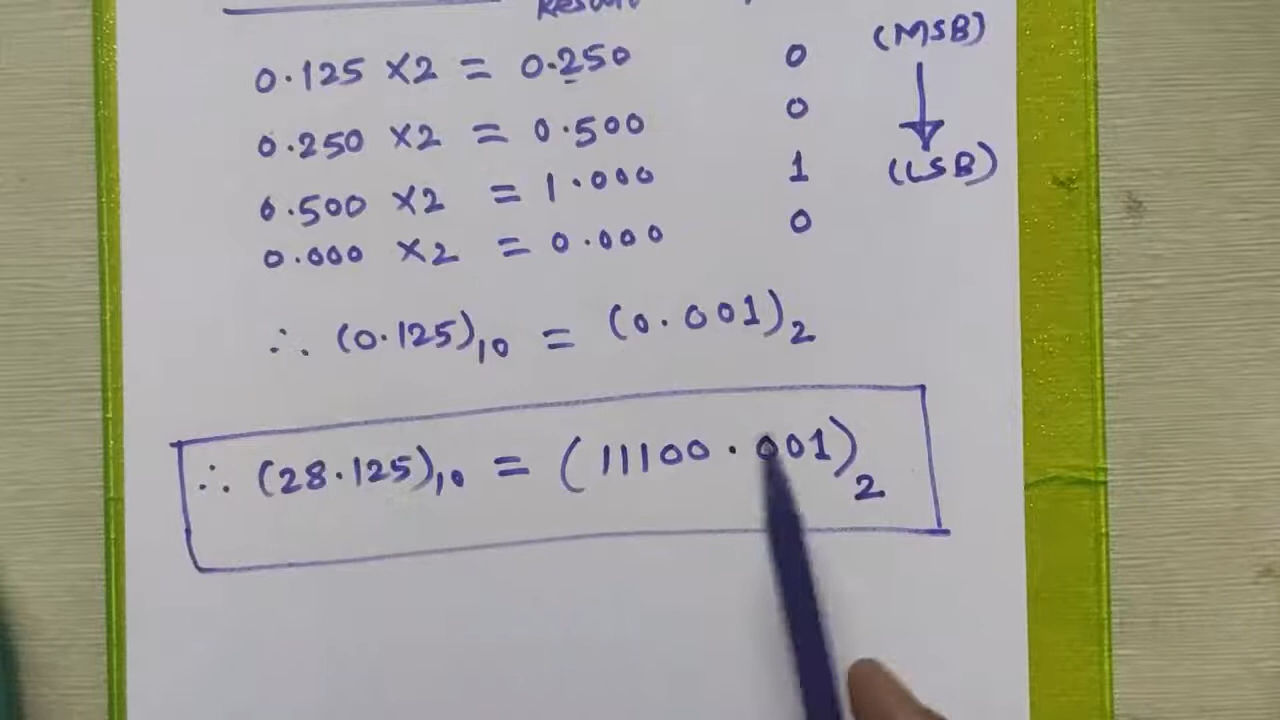 Result
0.125 ×2 = 0.250 0 (MSB)
0.250 ×2 = 0.500 0
0.500 ×2 = 1.000 1 (LSB)
0.000 ×2 = 0.000 0
∴ (0.125)₁₀ = (0.001)₂
∴ (28.125)₁₀ = (11100.001)₂